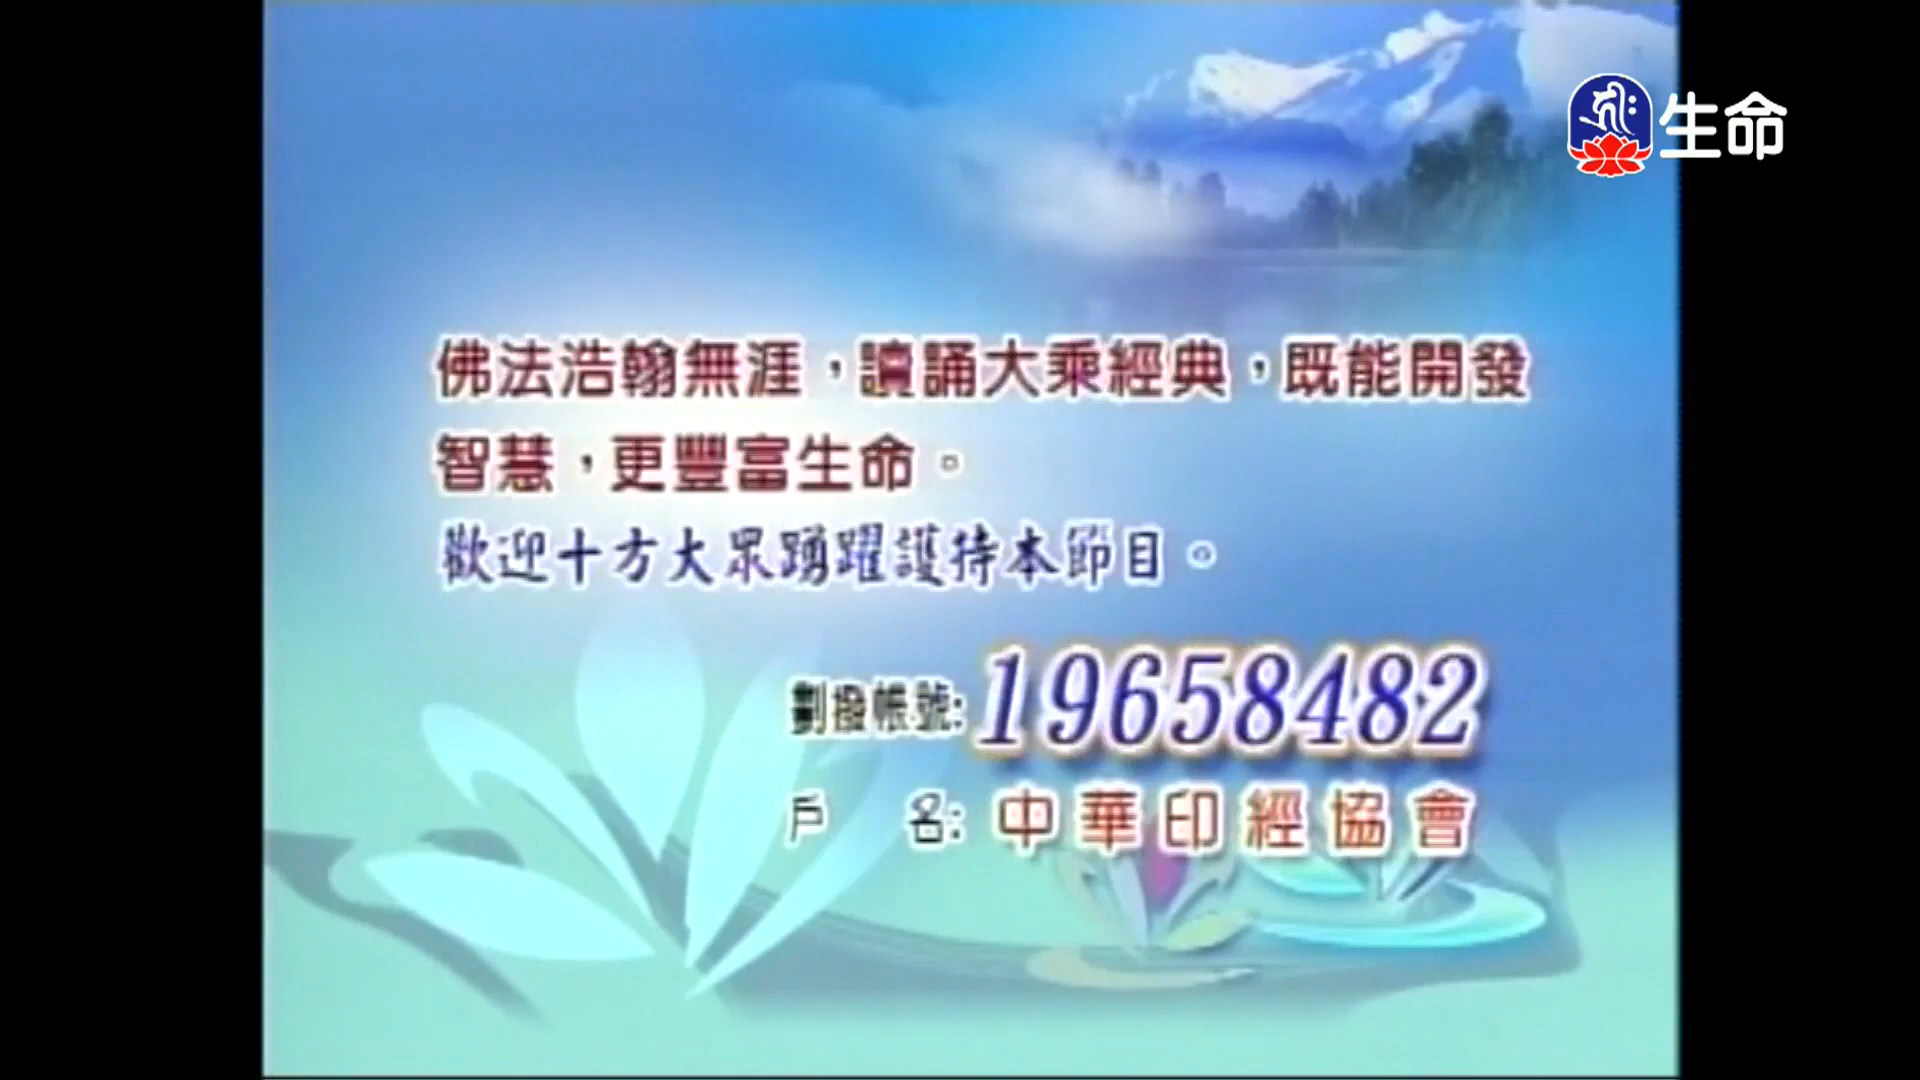 生命
佛法浩翰無涯，讀誦大乘經典，既能開發
智慧，更豐富生命。
歡迎十方大眾踴躍護持本節目。
劃撥帳號:19658482
戶 名:中華印經協會